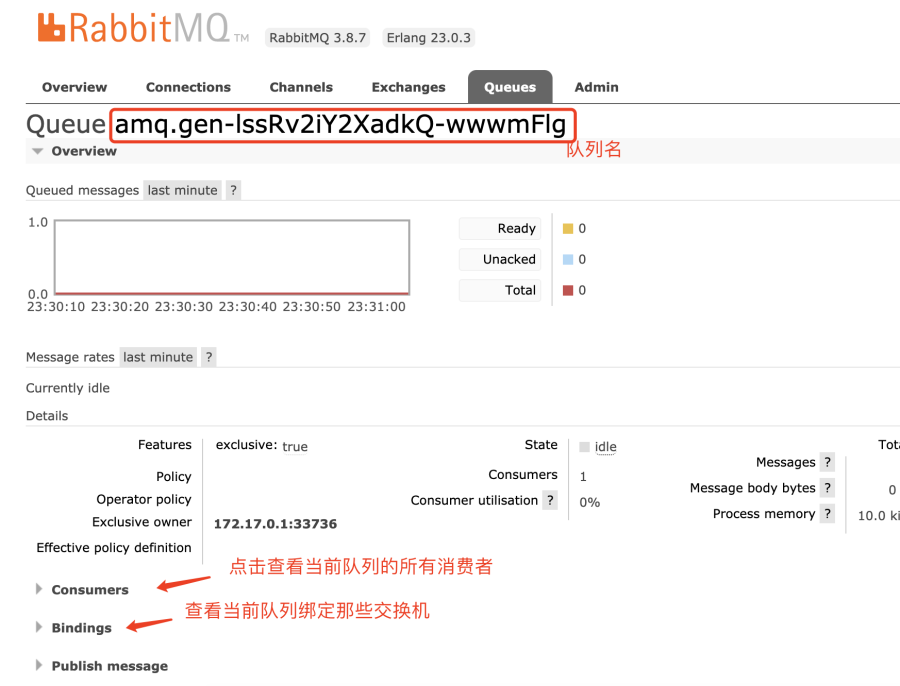 RabbitMQ TM RabbitMQ 3.8.7 Erlang 23.0.3
Overview Connections Channels Exchanges Queues Admin
Queue amq.gen-lssRv2iY2XadkQ-wwwmFlg
队列名
Overview
Queued messages last minute ?
1.0
0.0
23:30:10 23:30:20 23:30:30 23:30:40 23:30:50 23:31:00
Ready 0
Unacked 0
Total 0
Message rates last minute ?
Currently idle
Details
Features exclusive: true
Policy
Operator policy
Exclusive owner 172.17.0.1:33736
Effective policy definition
State idle
Consumers 1
Consumer utilisation ? 0%
Tota
Messages ?
Message body bytes ? 0
Process memory ? 10.0 ki
点击查看当前队列的所有消费者
Consumers
查看当前队列绑定那些交换机
Bindings
Publish message